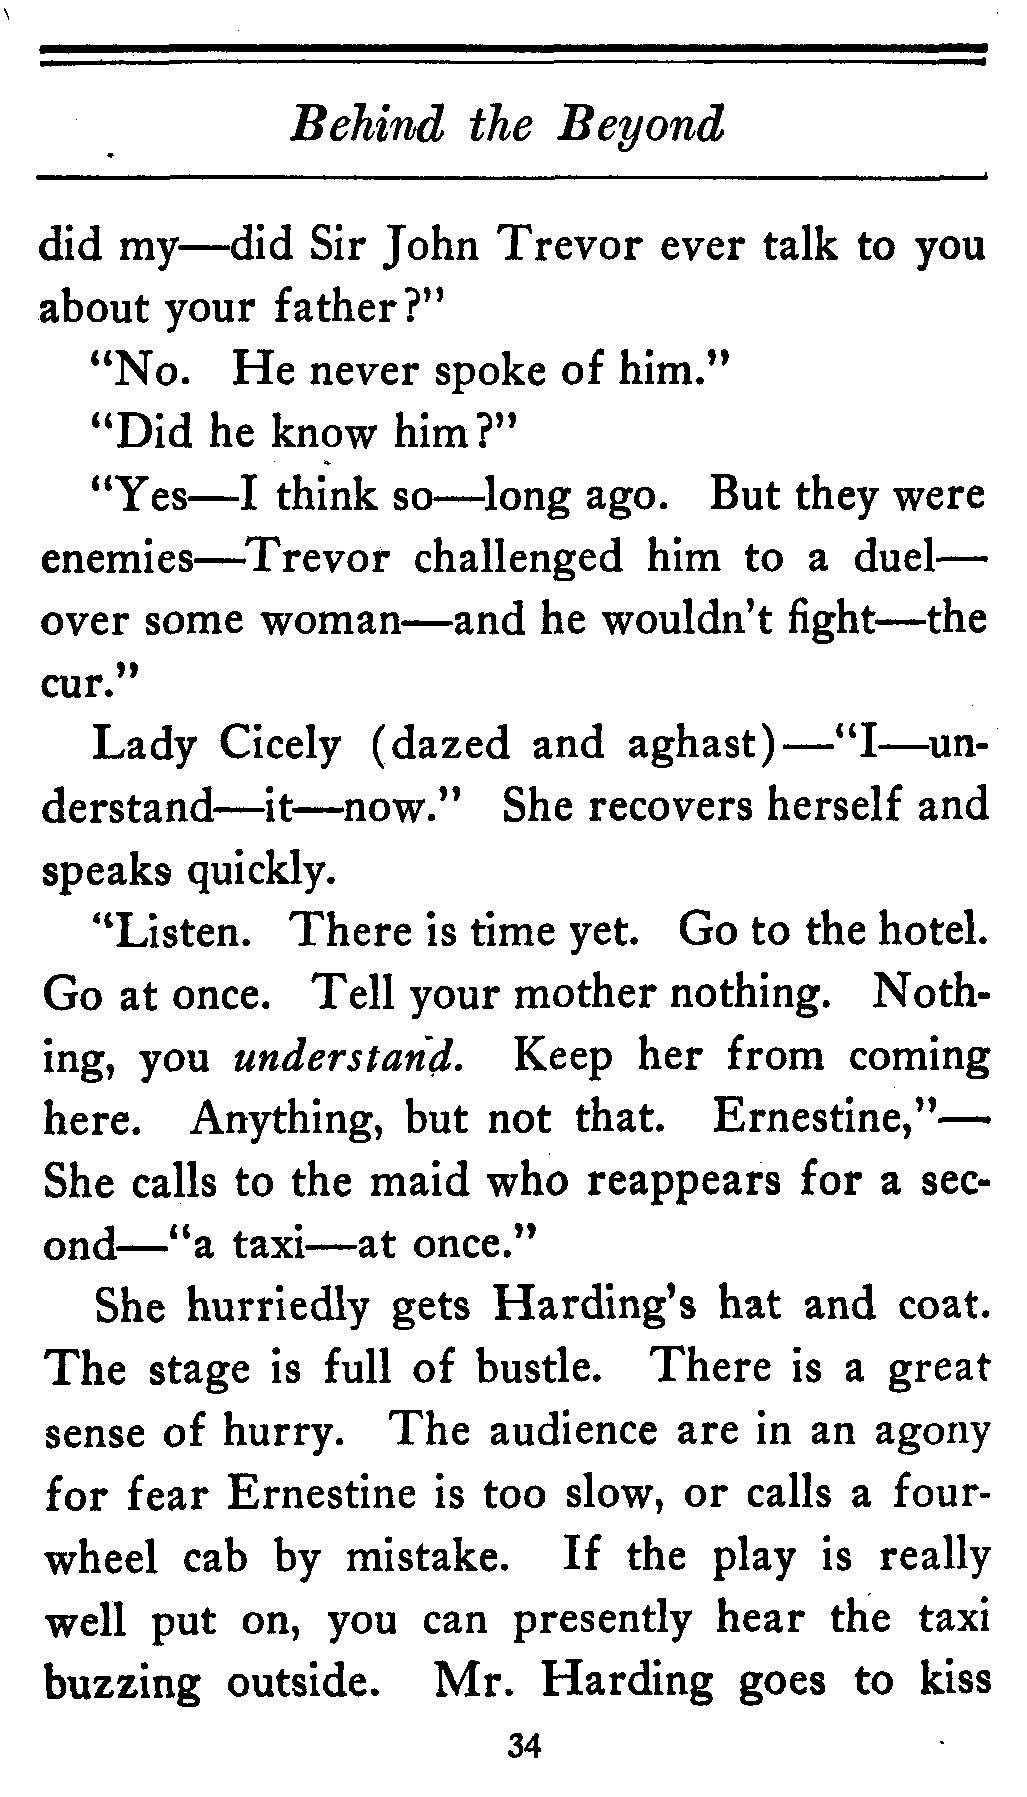 Behind the Beyond
did my—did Sir John Trevor ever talk to you
about your father?"
"No. He never spoke of him."
"Did he know him?"
"Yes—I think so—long ago. But they were
enemies—Trevor challenged him to a duel—
over some woman—and he wouldn't fight—the
cur."
Lady Cicely (dazed and aghast)—"I—un-
derstand—it—now." She recovers herself and
speaks quickly.
"Listen. There is time yet. Go to the hotel.
Go at once. Tell your mother nothing. Noth-
ing, you understand. Keep her from coming
here. Anything, but not that. Ernestine,"—
She calls to the maid who reappears for a sec-
ond—"a taxi—at once."
She hurriedly gets Harding's hat and coat.
The stage is full of bustle. There is a great
sense of hurry. The audience are in an agony
for fear Ernestine is too slow, or calls a four-
wheel cab by mistake. If the play is really
well put on, you can presently hear the taxi
buzzing outside. Mr. Harding goes to kiss
34